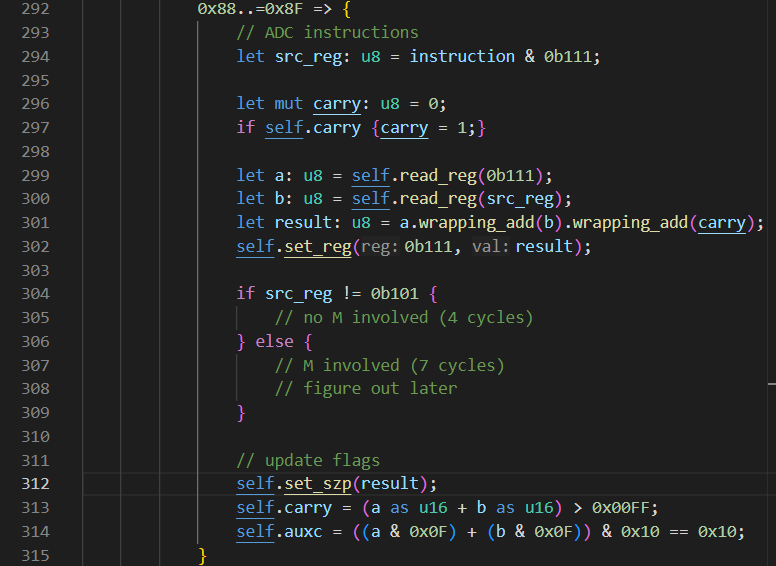 292 0x88..=0x8F => {
293 // ADC instructions
294 let src_reg: u8 = instruction & 0b111;
295
296 let mut carry: u8 = 0;
297 if self.carry {carry = 1;}
298
299 let a: u8 = self.read_reg(0b111);
300 let b: u8 = self.read_reg(src_reg);
301 let result: u8 = a.wrapping_add(b).wrapping_add(carry);
302 self.set_reg(reg: 0b111, val: result);
303
304 if src_reg != 0b101 {
305 // no M involved (4 cycles)
306 } else {
307 // M involved (7 cycles)
308 // figure out later
309 }
310
311 // update flags
312 self.set_szp(result);
313 self.carry = (a as u16 + b as u16) > 0x00FF;
314 self.auxc = ((a & 0x0F) + (b & 0x0F)) & 0x10 == 0x10;
315 }